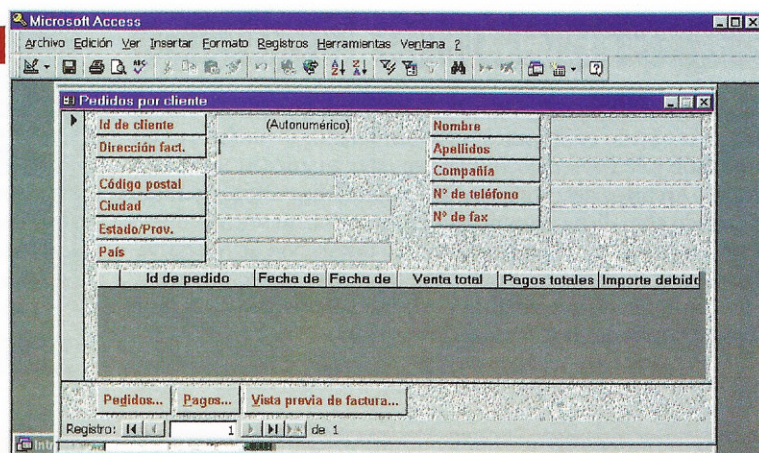 Microsoft Access
Archivo Edición Ver Insertar Formato Registros Herramientas Ventana ?
Pedidos por cliente
Id de cliente (Autonumérico) Nombre
Dirección fact. Apellidos
Compañía
Código postal Nº de teléfono
Ciudad Nº de fax
Estado/Prov.
País
Id de pedido Fecha de Fecha de Venta total Pagos totales Importe debido
Pedidos... Pagos... Vista previa de factura...
Registro: 1 de 1
Intr